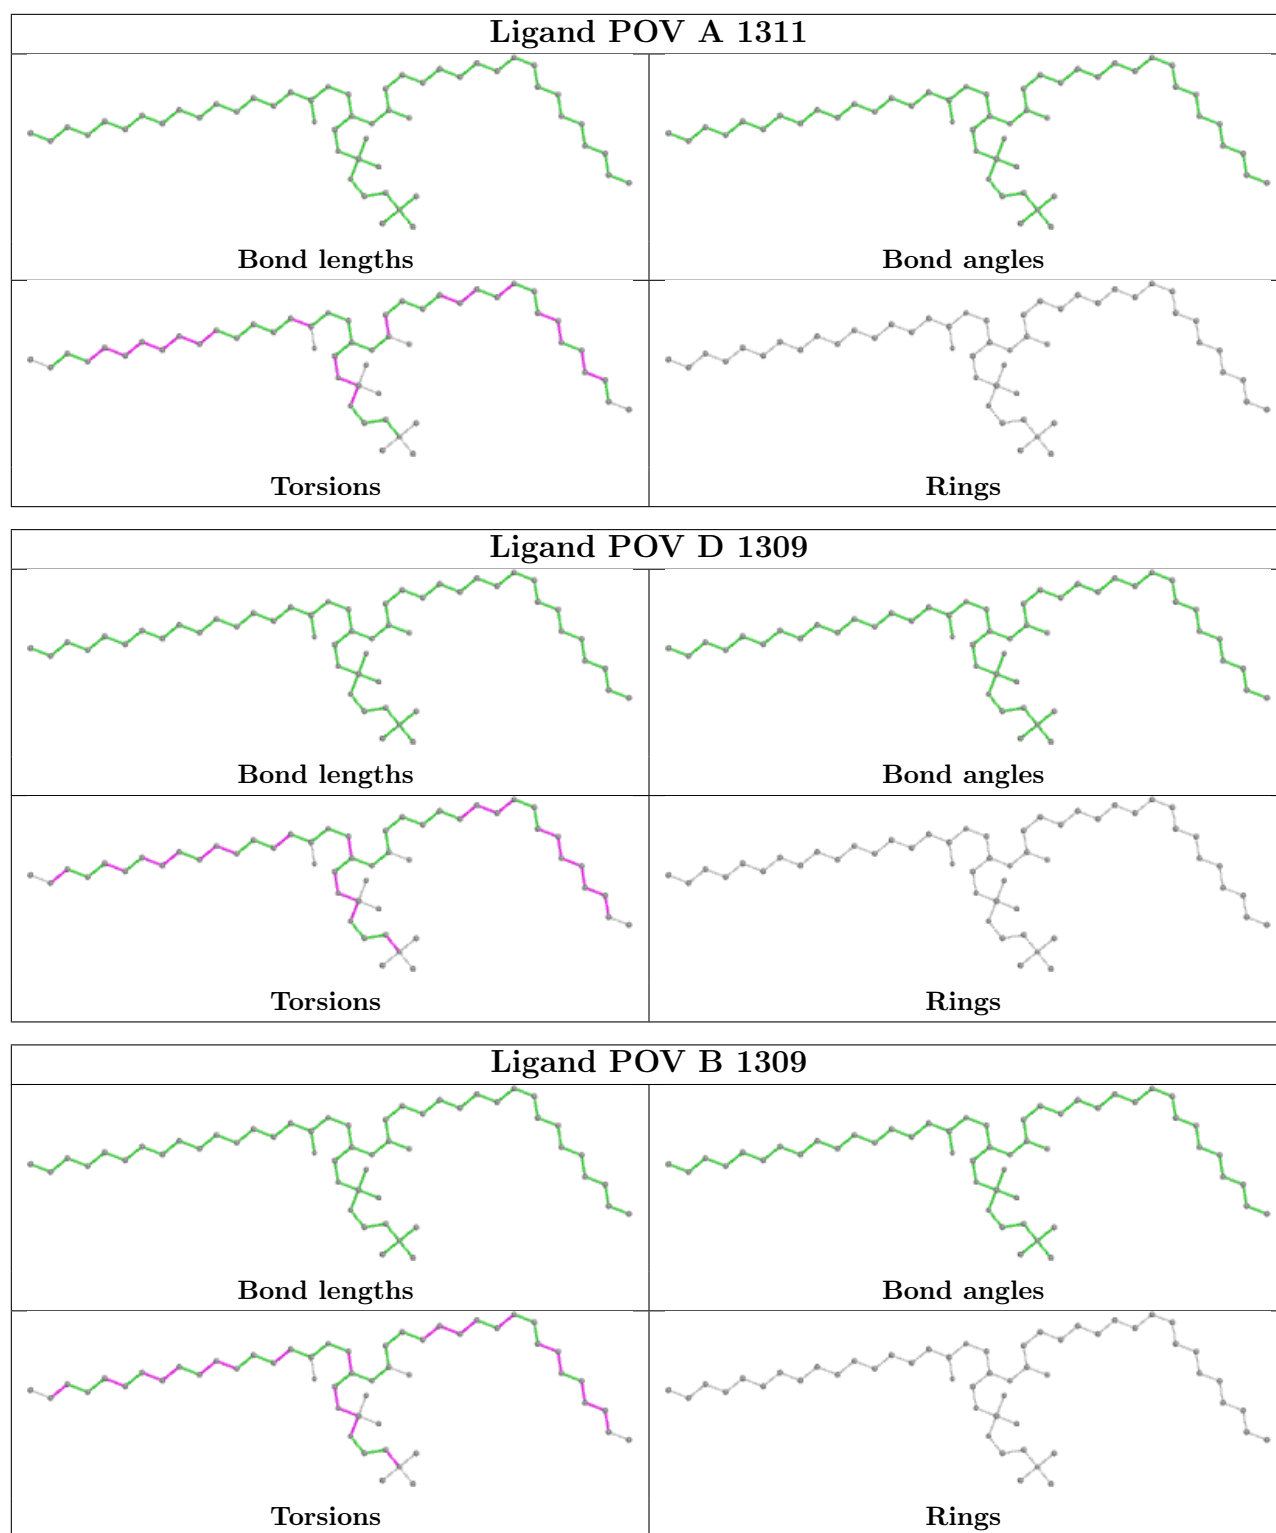 Ligand POV A 1311
Bond lengths
Bond angles
Torsions
Rings
Ligand POV D 1309
Bond lengths
Bond angles
Torsions
Rings
Ligand POV B 1309
Bond lengths
Bond angles
Torsions
Rings